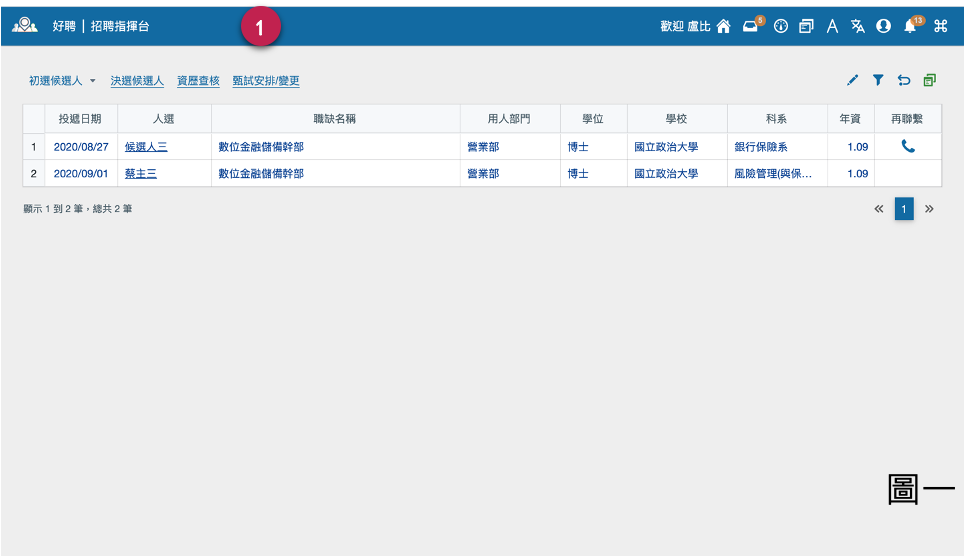 好聘 | 招聘指揮台
1
歡迎 盧比
5
13
初選候選人 決選候選人 資歷查核 甄試安排/變更
投遞日期 人選 職缺名稱 用人部門 學位 學校 科系 年資 再聯繫
1 2020/08/27 候選人三 數位金融儲備幹部 營業部 博士 國立政治大學 銀行保險系 1.09
2 2020/09/01 蔡主三 數位金融儲備幹部 營業部 博士 國立政治大學 風險管理(與保... 1.09
顯示 1 到 2 筆，總共 2 筆
« 1 »
圖一